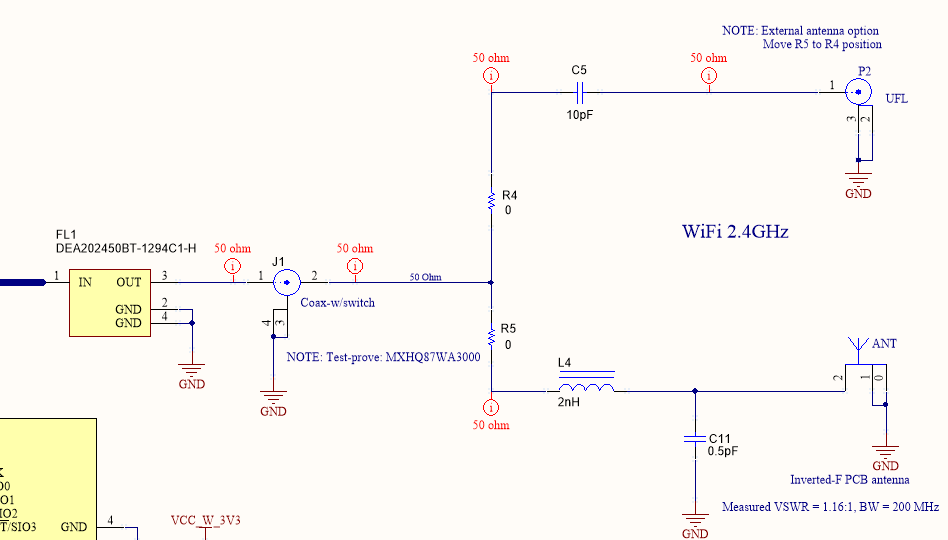 NOTE: External antenna option
Move R5 to R4 position
50 ohm
i
50 ohm
i
C5
10pF
P2
1
UFL
3
2
GND
R4
0
WiFi 2.4GHz
FL1
DEA202450BT-1294C1-H
50 ohm
i
50 ohm
i
1
IN
OUT
3
GND
2
GND
4
GND
J1
1
2
50 Ohm
Coax-w/switch
4
3
GND
NOTE: Test-prove: MXHQ87WA3000
R5
0
L4
2nH
i
50 ohm
ANT
2
1
0
GND
C11
0.5pF
GND
Inverted-F PCB antenna
Measured VSWR = 1.16:1, BW = 200 MHz
O0
IO1
IO2
T/SIO3
GND
4
VCC_W_3V3